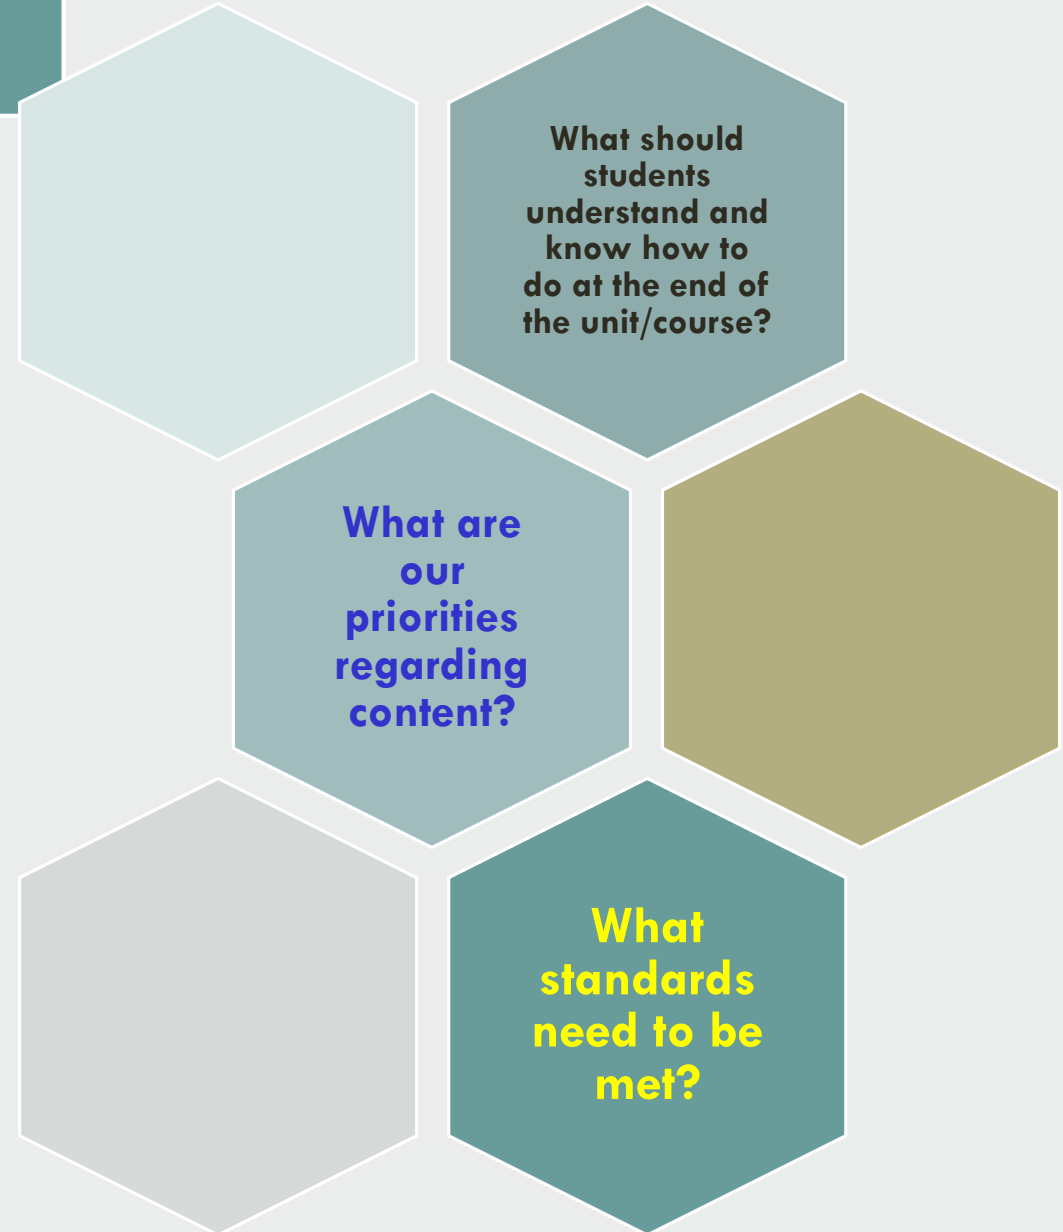 What should
students
understand and
know how to
do at the end of
the unit/course?
What are
our
priorities
regarding
content?
What
standards
need to be
met?